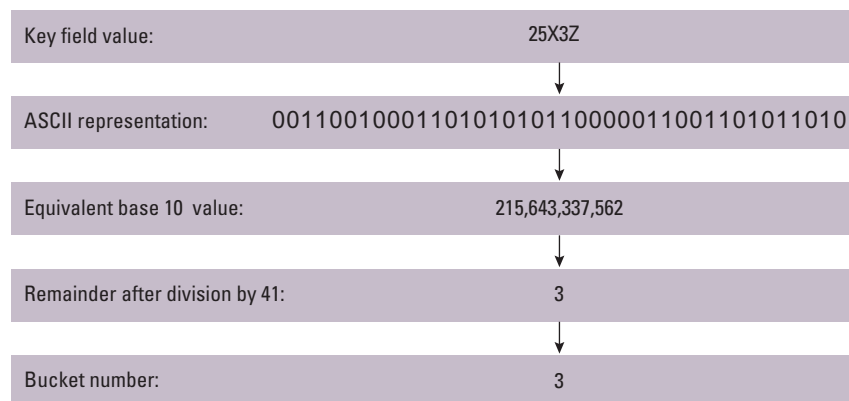 Key field value: 25X3Z
ASCII representation: 0011001000110101010110000011001101011010
Equivalent base 10 value: 215,643,337,562
Remainder after division by 41: 3
Bucket number: 3